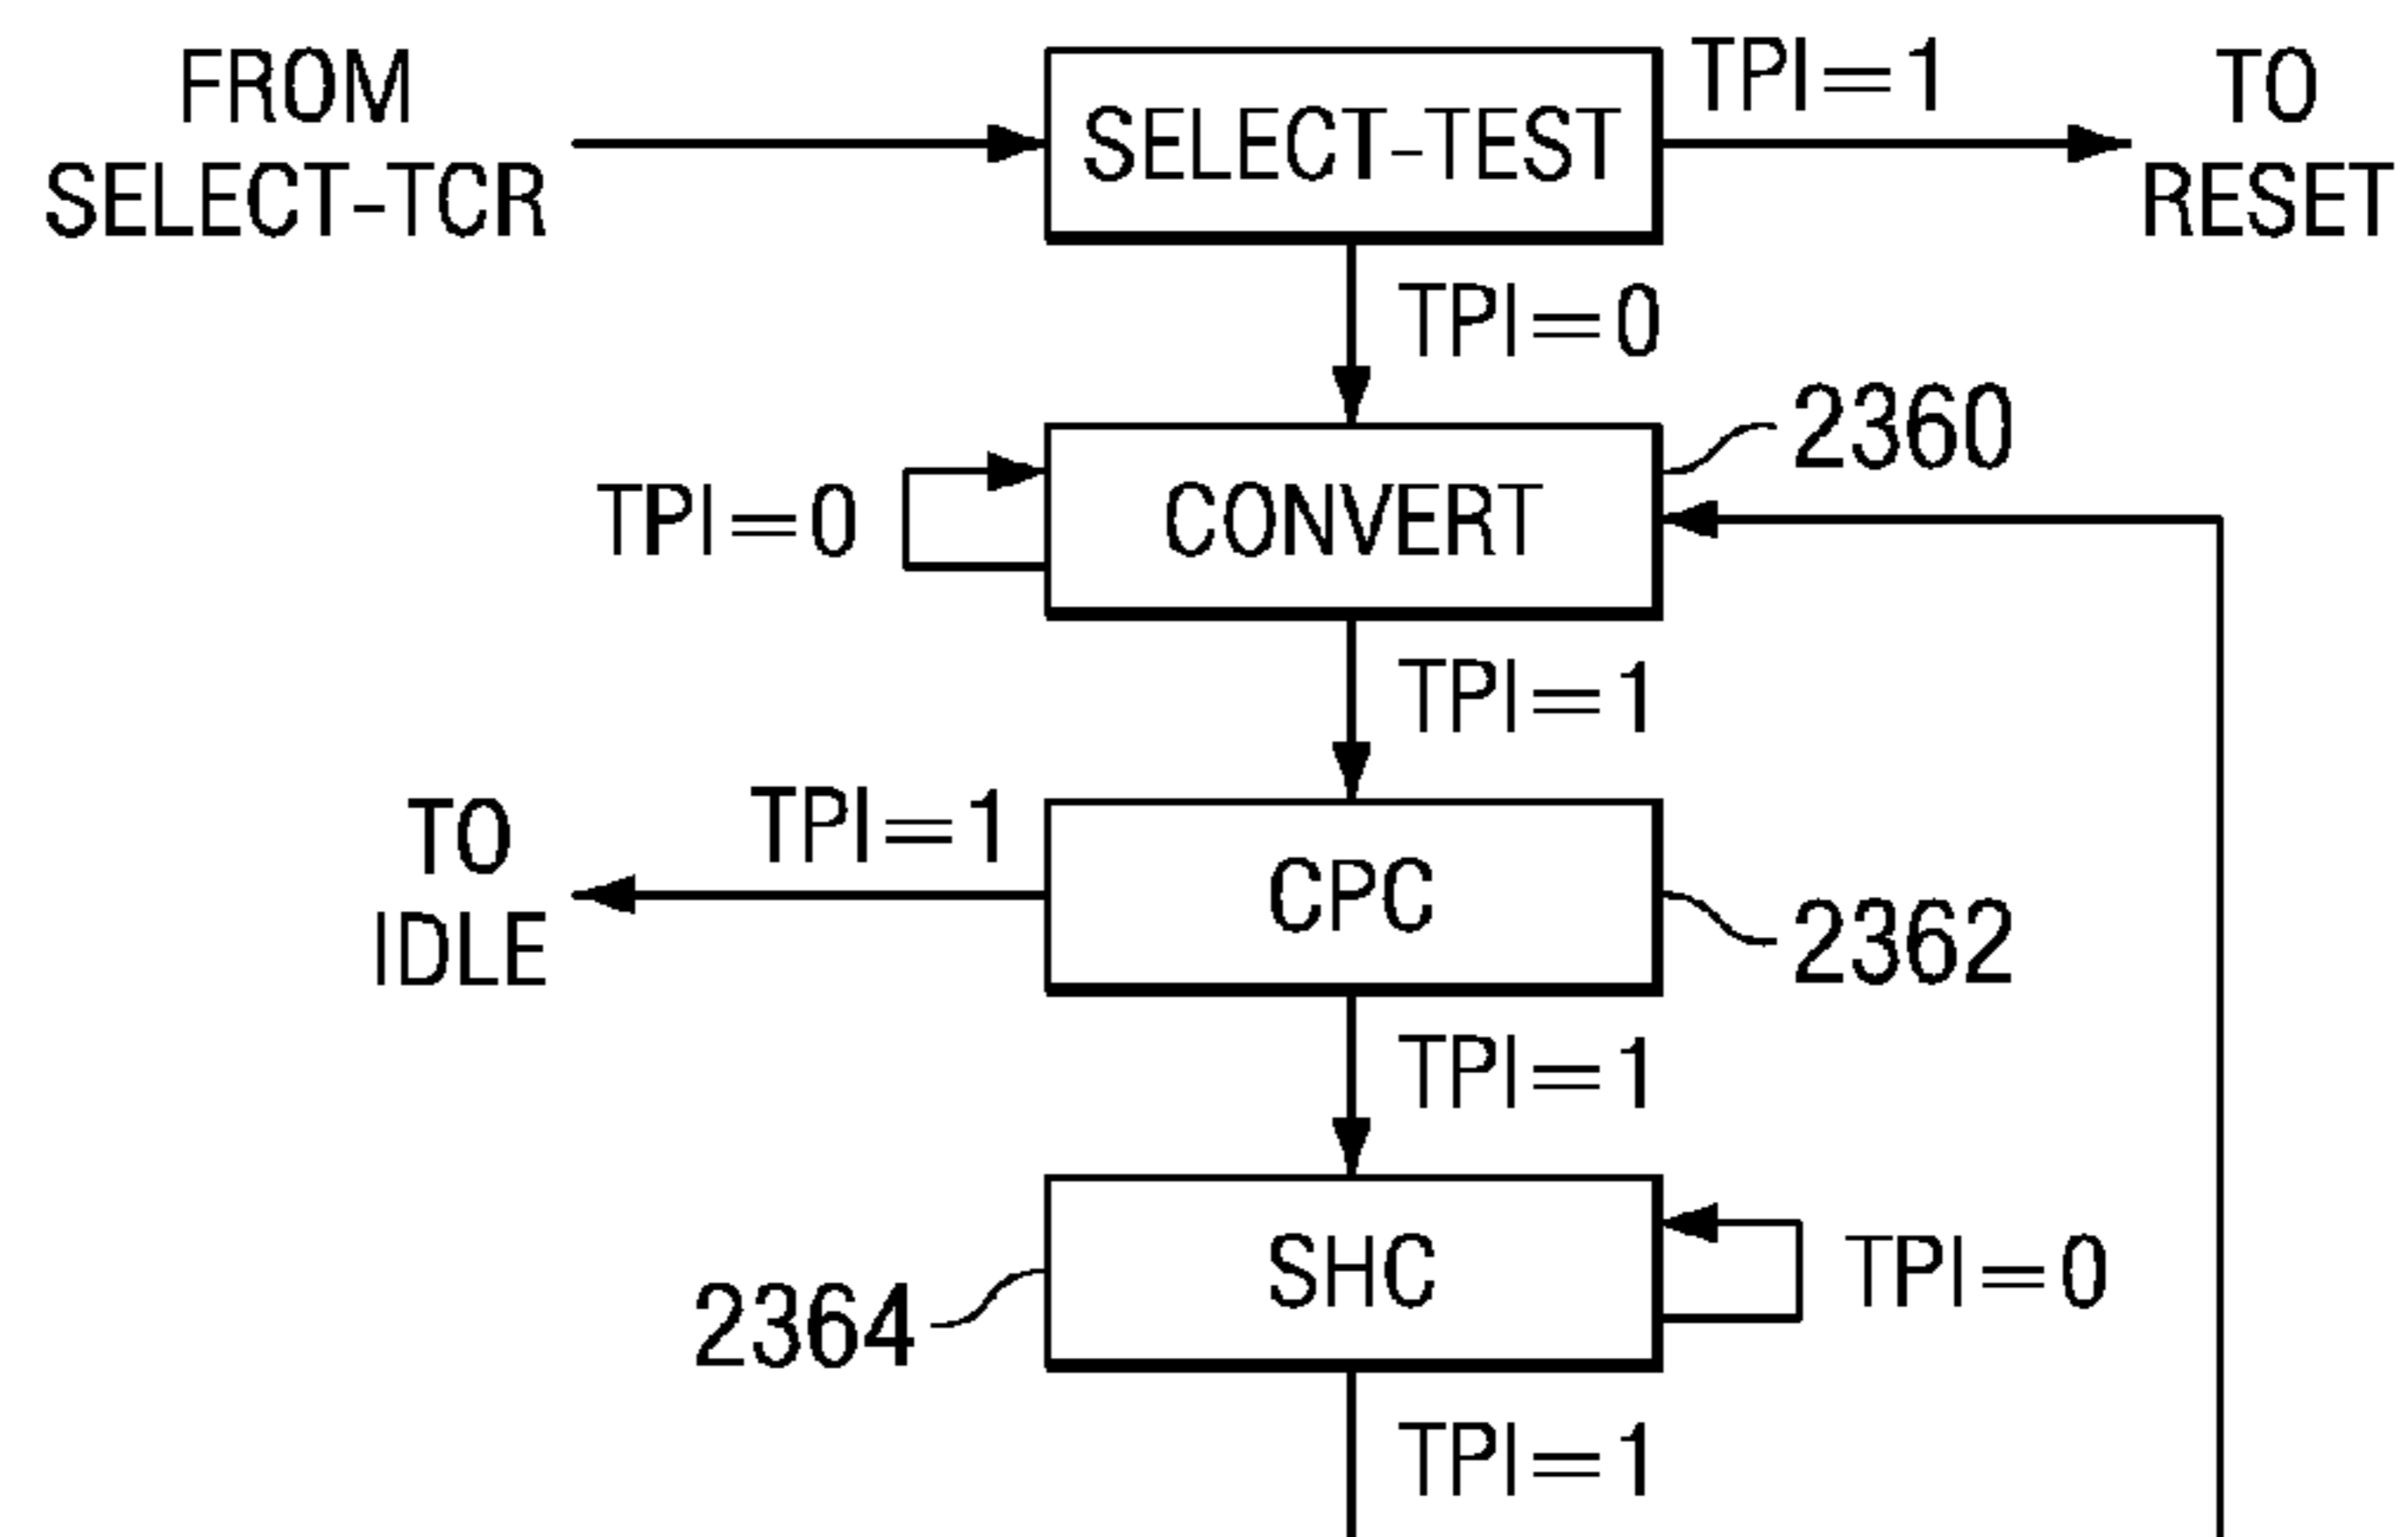 FROM
SELECT-TCR
SELECT-TEST
TPI=1
TO
RESET
TPI=0
2360
TPI=0
CONVERT
TPI=1
TO
IDLE
TPI=1
CPC
2362
TPI=1
2364
SHC
TPI=0
TPI=1